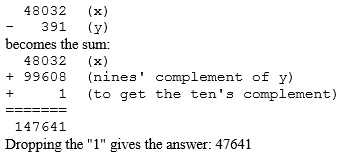 48032 (x)
- 391 (y)
becomes the sum:
48032 (x)
+ 99608 (nines' complement of y)
+ 1 (to get the ten's complement)
=======
147641
Dropping the "1" gives the answer: 47641